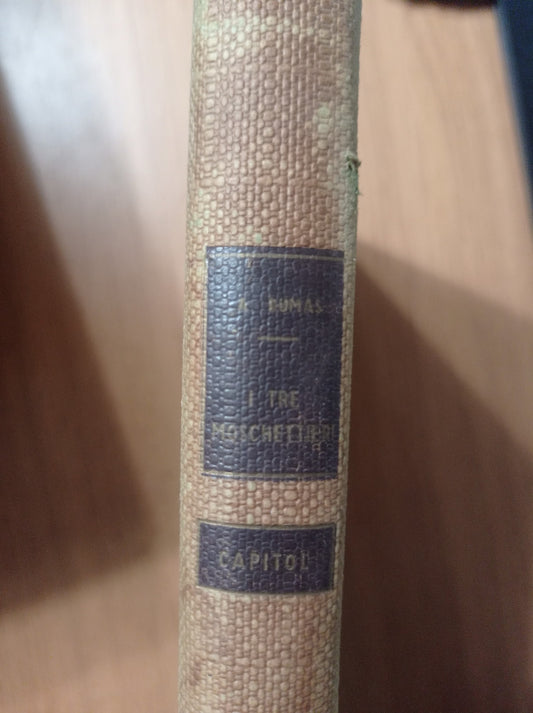 A. DUMAS
I TRE
MOSCHETTIERI
CAPITOL